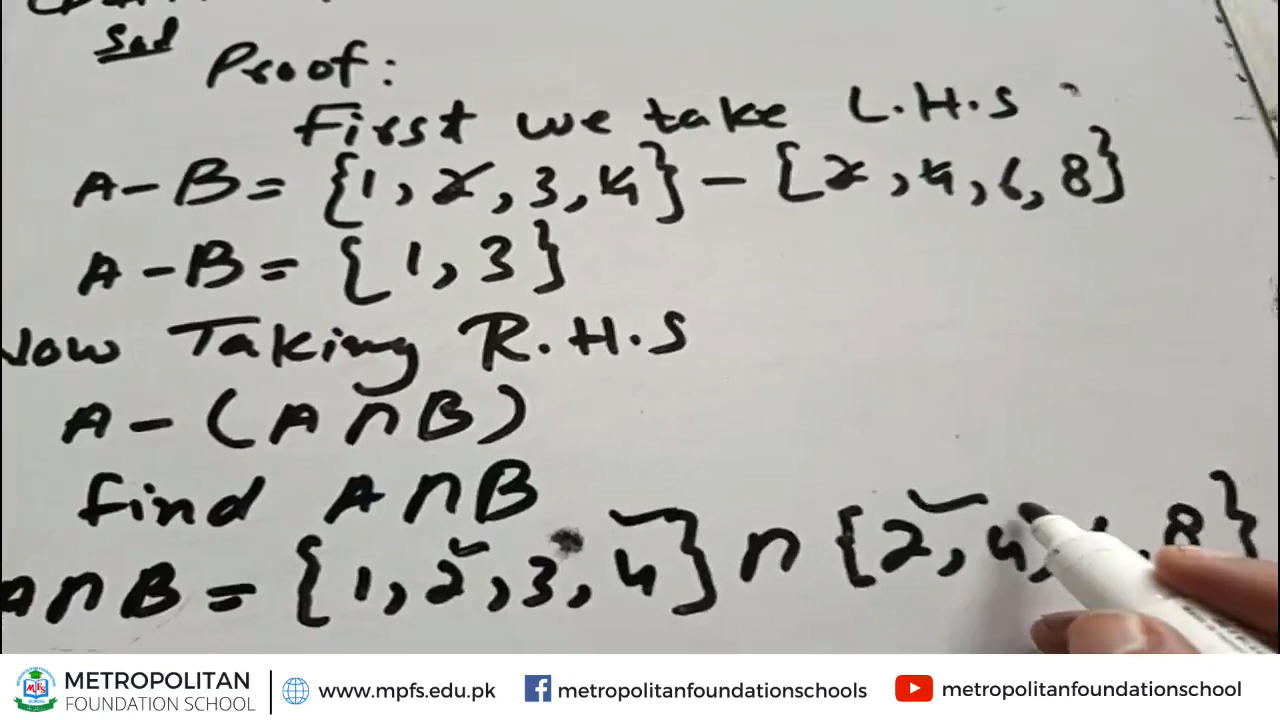 Sol
Proof:
First we take L.H.S
A - B = {1, 2, 3, 4} - {2, 4, 6, 8}
A - B = {1, 3}
Now Taking R.H.S
A - (A ∩ B)
find A ∩ B
A ∩ B = {1, 2, 3, 4} ∩ {2, 4, , 8}
METROPOLITAN
FOUNDATION SCHOOL
www.mpfs.edu.pk
metropolitanfoundationschools
metropolitanfoundationschool
MFS